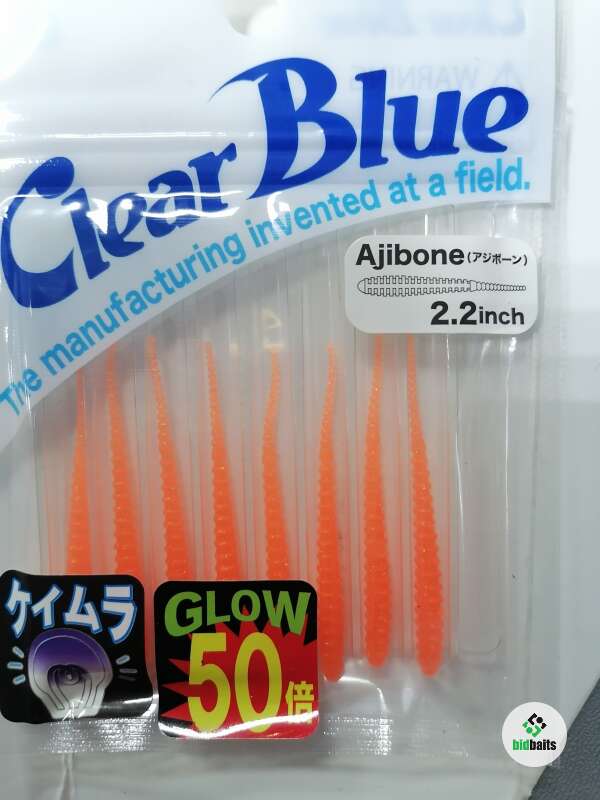 WARNING
Clear Blue
The manufacturing invented at a field.
Ajibone (アジボーン)
2.2inch
ケイムラ
GLOW
50倍
bidbaits